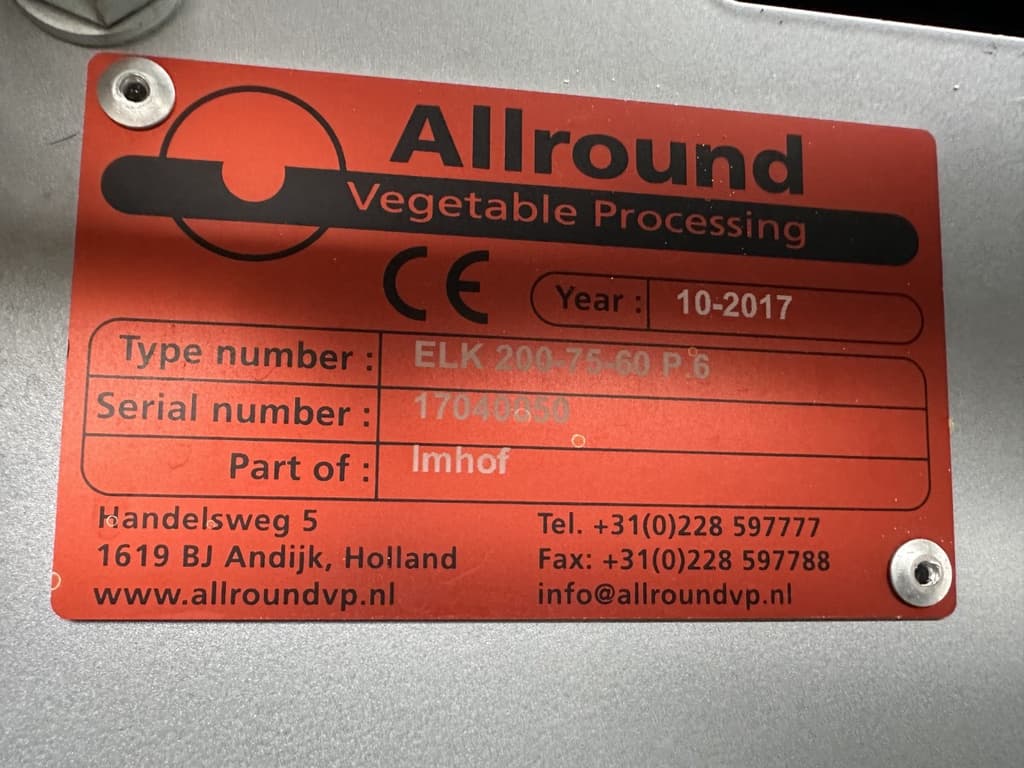 Allround
Vegetable Processing
CE
Year : 10-2017
Type number : ELK 200-75-60 P.6
Serial number : 17040850
Part of : Imhof
Handelsweg 5
1619 BJ Andijk, Holland
www.allroundvp.nl
Tel. +31(0)228 597777
Fax: +31(0)228 597788
info@allroundvp.nl